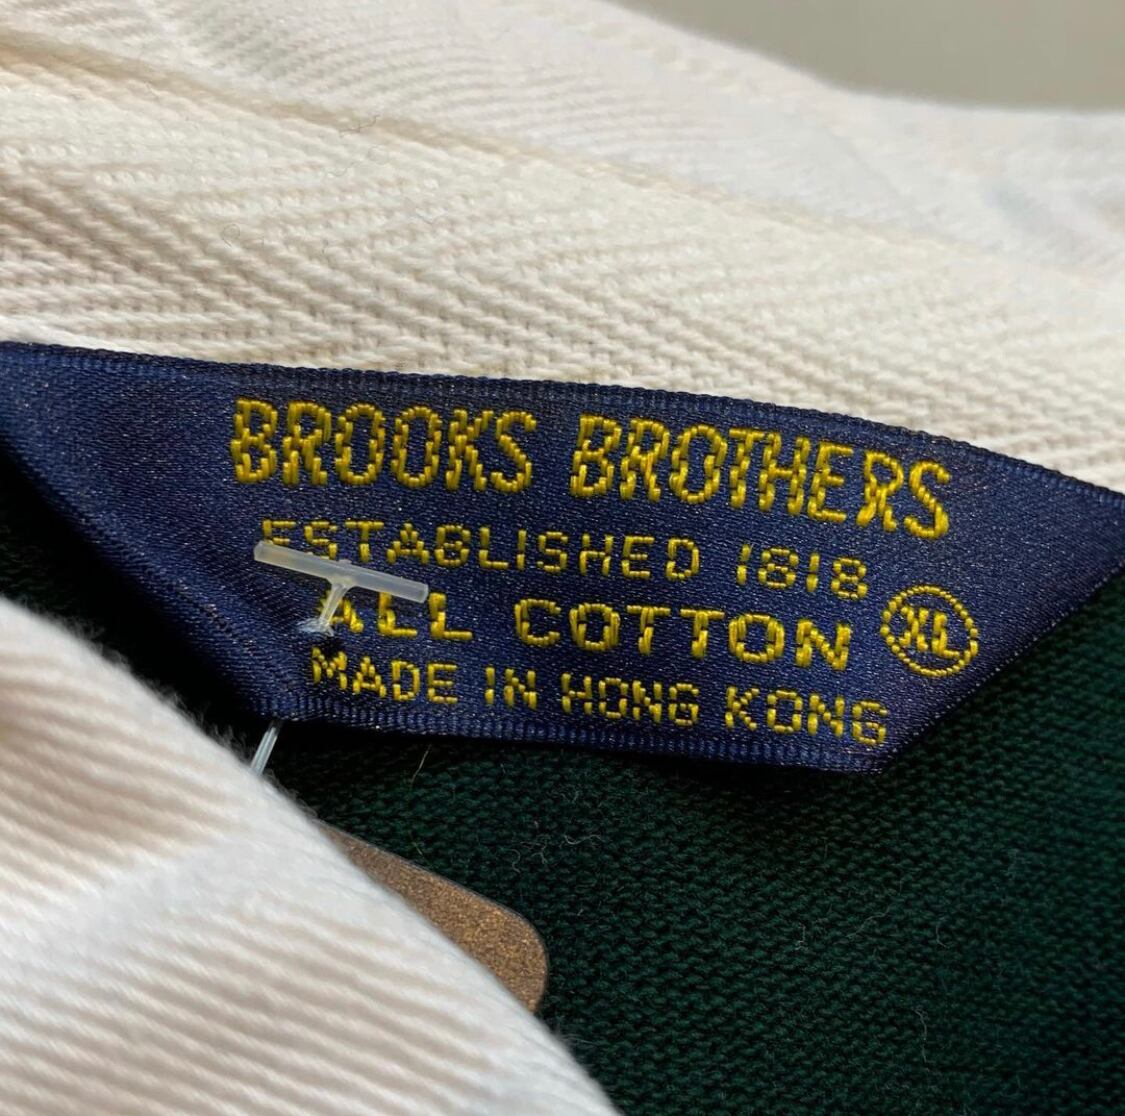 BROOKS BROTHERS
ESTABLISHED 1818
ALL COTTON XL
MADE IN HONG KONG